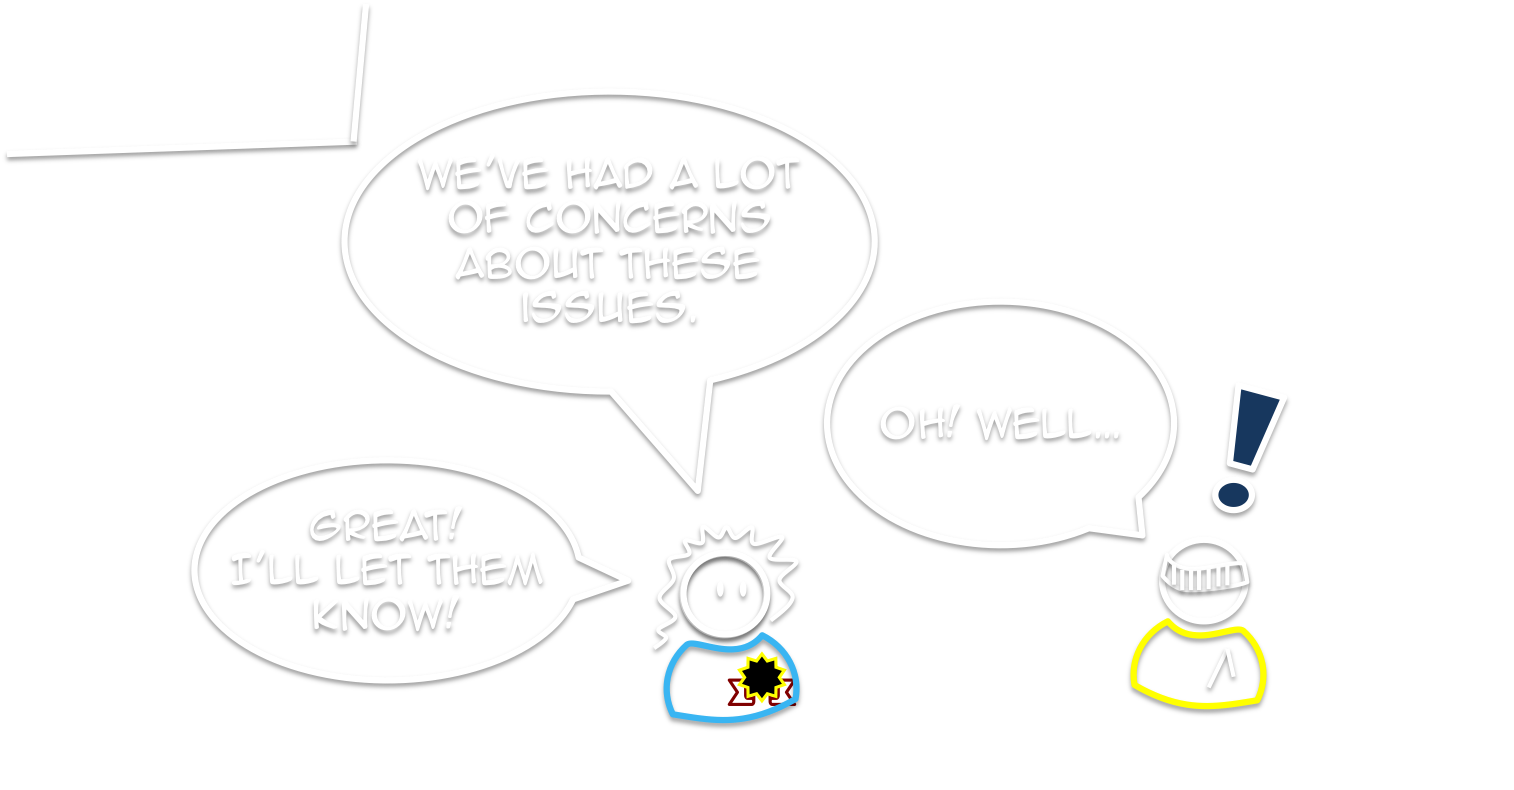 WE'VE HAD A LOT
OF CONCERNS
ABOUT THESE
ISSUES.
OH! WELL...
!
GREAT!
I'LL LET THEM
KNOW!